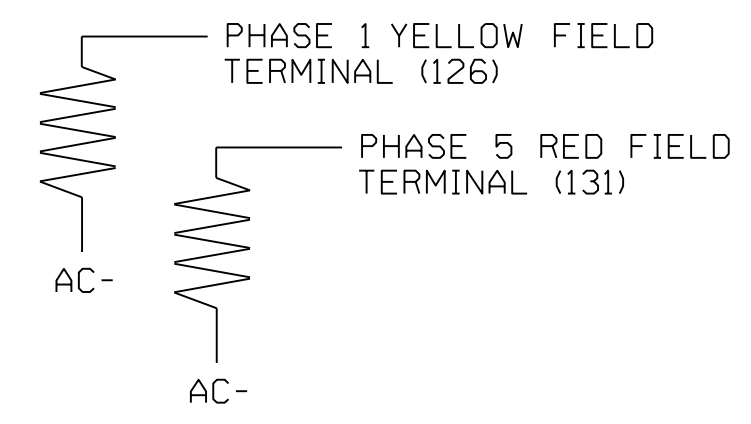 PHASE 1 YELLOW FIELD
TERMINAL (126)
PHASE 5 RED FIELD
TERMINAL (131)
AC-
AC-